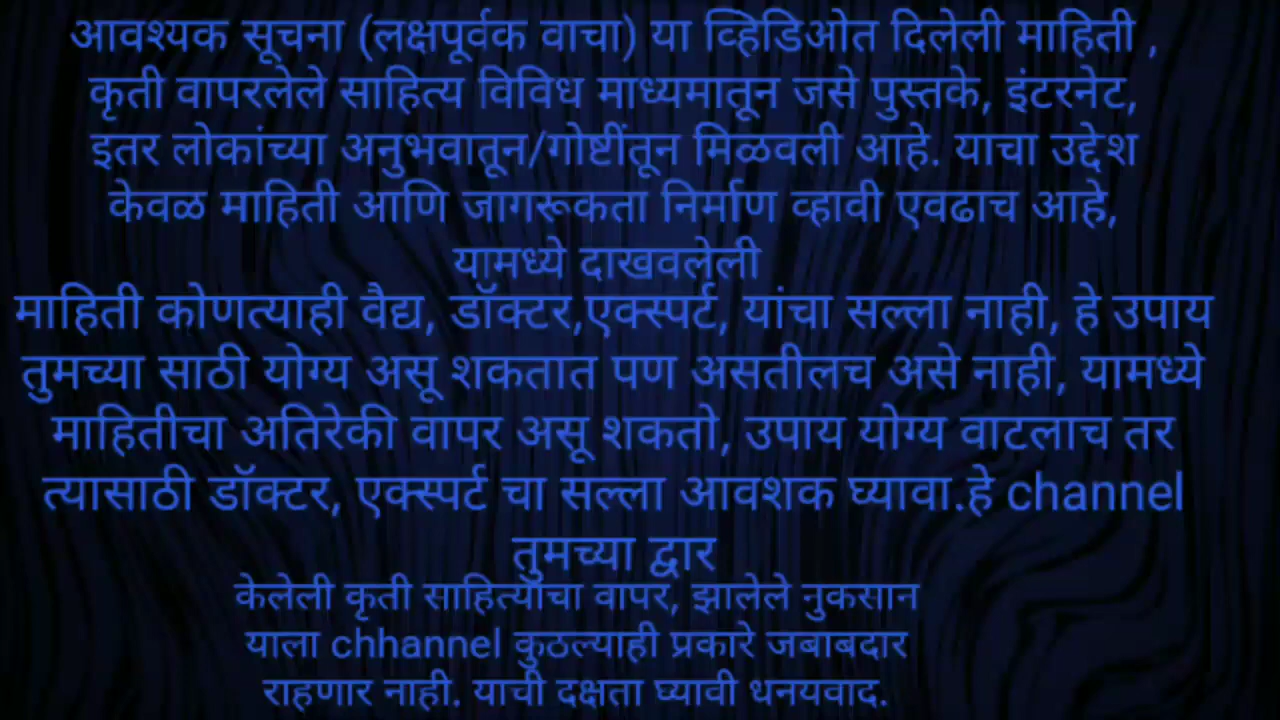 आवश्यक सूचना (लक्षपूर्वक वाचा) या व्हिडिओत दिलेली माहिती ,
कृती वापरलेले साहित्य विविध माध्यमातून जसे पुस्तके, इंटरनेट,
इतर लोकांच्या अनुभवातून/गोष्टींतून मिळवली आहे. याचा उद्देश
केवळ माहिती आणि जागरूकता निर्माण व्हावी एवढाच आहे,
यामध्ये दाखवलेली
माहिती कोणत्याही वैद्य, डॉक्टर,एक्स्पर्ट, यांचा सल्ला नाही, हे उपाय
तुमच्या साठी योग्य असू शकतात पण असतीलच असे नाही, यामध्ये
माहितीचा अतिरेकी वापर असू शकतो, उपाय योग्य वाटलाच तर
त्यासाठी डॉक्टर, एक्स्पर्ट चा सल्ला आवशक घ्यावा.हे channel
तुमच्या द्वार
केलेली कृती साहित्याचा वापर, झालेले नुकसान
याला chhannel कुठल्याही प्रकारे जबाबदार
राहणार नाही. याची दक्षता घ्यावी धनयवाद.